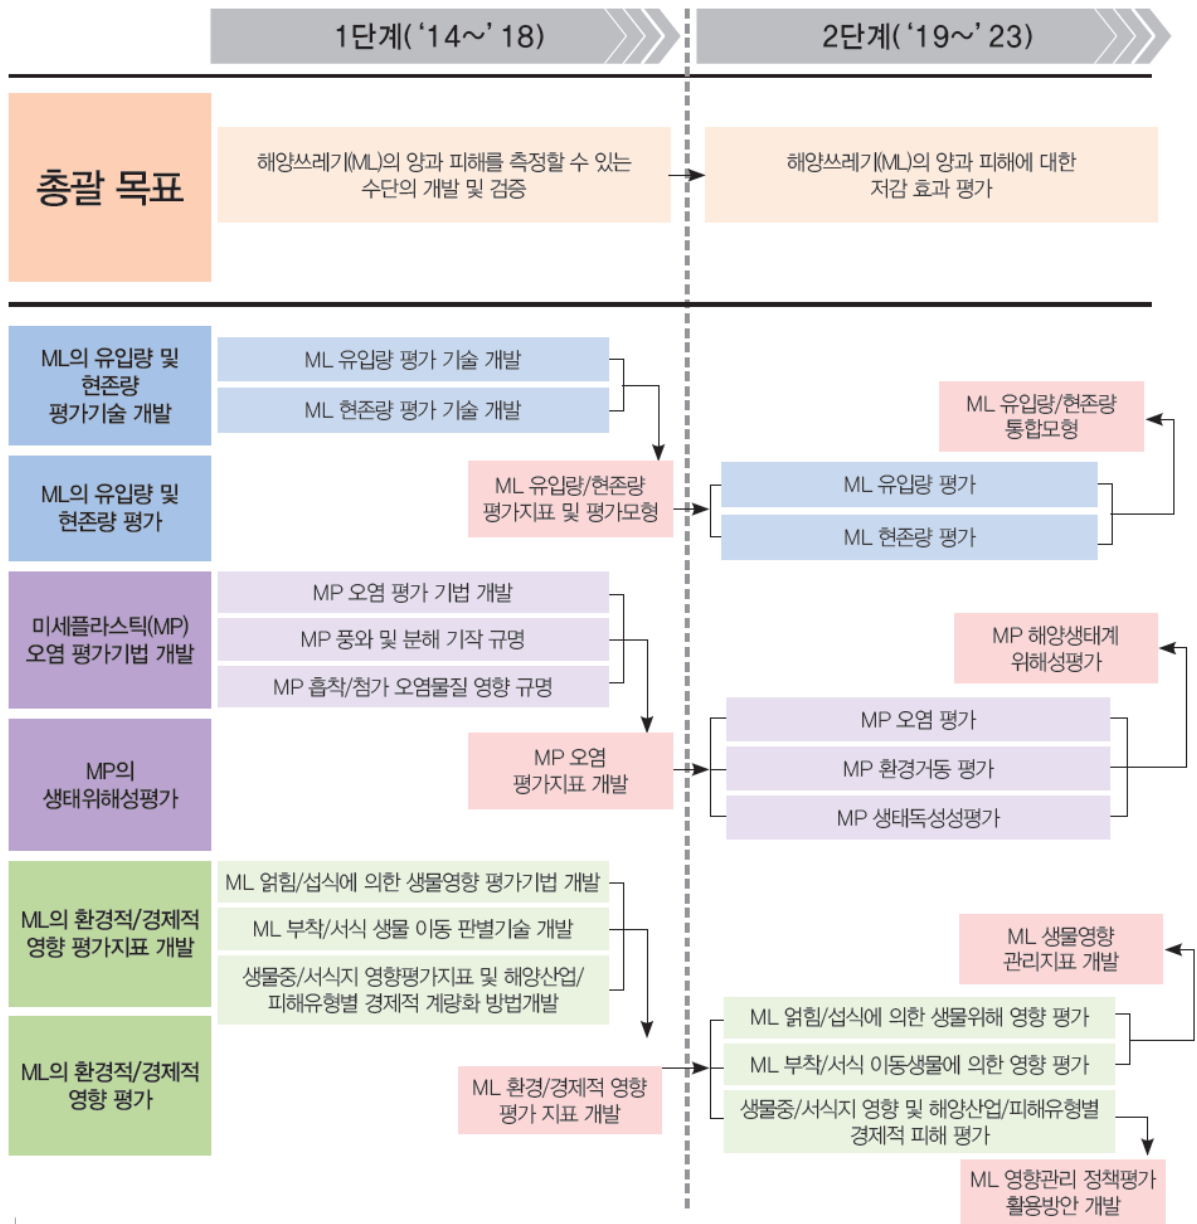 1단계( ‘14～’ 18)
2단계( ‘19～’ 23)
총괄 목표
해양쓰레기(ML)의 양과 피해를 측정할 수 있는
수단의 개발 및 검증
해양쓰레기(ML)의 양과 피해에 대한
저감 효과 평가
ML의 유입량 및
현존량
평가기술 개발
ML 유입량 평가 기술 개발
ML 현존량 평가 기술 개발
ML 유입량/현존량
통합모형
ML의 유입량 및
현존량 평가
ML 유입량/현존량
평가지표 및 평가모형
ML 유입량 평가
ML 현존량 평가
미세플라스틱(MP)
오염 평가기법 개발
MP 오염 평가 기법 개발
MP 풍화 및 분해 기작 규명
MP 흡착/첨가 오염물질 영향 규명
MP 해양생태계
위해성평가
MP의
생태위해성평가
MP 오염
평가지표 개발
MP 오염 평가
MP 환경거동 평가
MP 생태독성성평가
ML의 환경적/경제적
영향 평가지표 개발
ML 얽힘/섭식에 의한 생물영향 평가기법 개발
ML 부착/서식 생물 이동 판별기술 개발
생물중/서식지 영향평가지표 및 해양산업/
피해유형별 경제적 계량화 방법개발
ML 생물영향
관리지표 개발
ML의 환경적/경제적
영향 평가
ML 환경/경제적 영향
평가 지표 개발
ML 얽힘/섭식에 의한 생물위해 영향 평가
ML 부착/서식 이동생물에 의한 영향 평가
생물중/서식지 영향 및 해양산업/피해유형별
경제적 피해 평가
ML 영향관리 정책평가
활용방안 개발